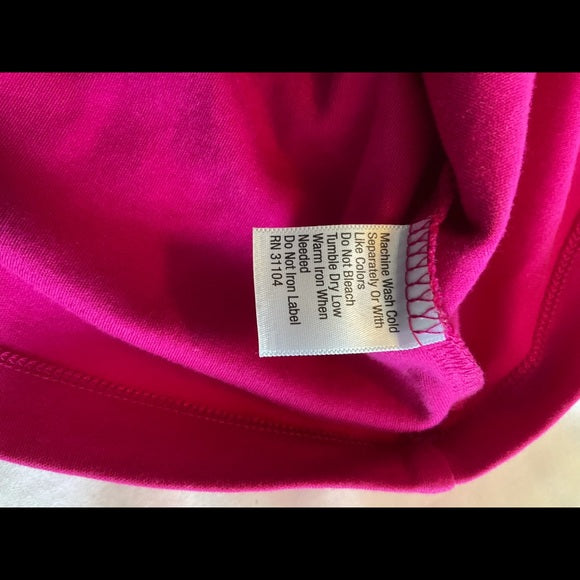 Machine Wash Cold
Separately Or With
Like Colors
Do Not Bleach
Tumble Dry Low
Warm Iron When
Needed
Do Not Iron Label
RN 31104